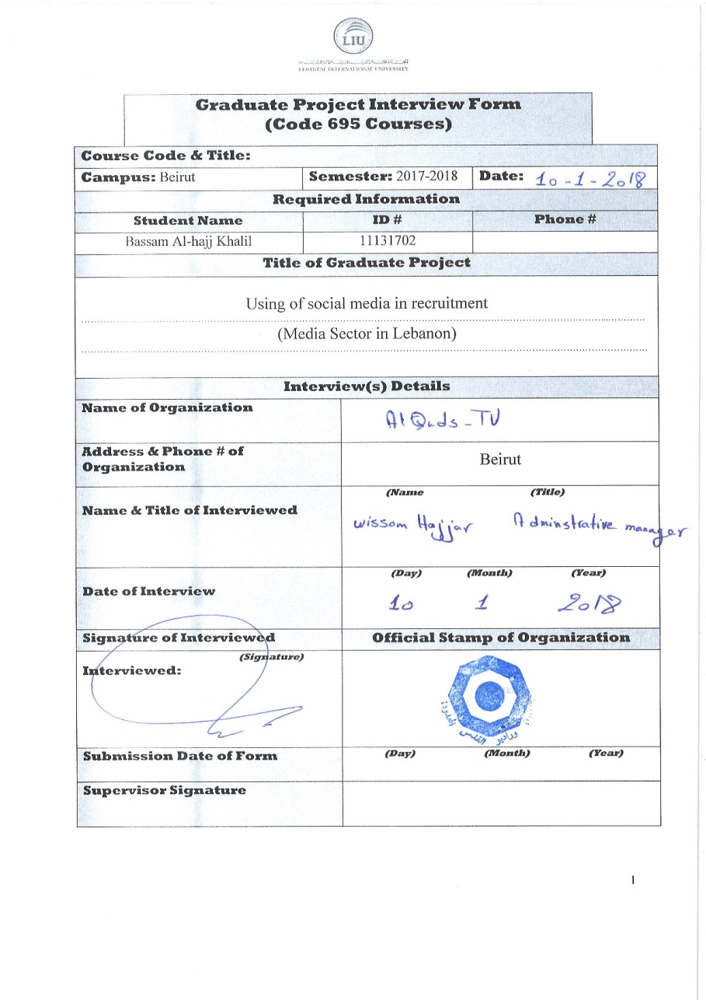 LIU
LEBANESE INTERNATIONAL UNIVERSITY
Graduate Project Interview Form
(Code 695 Courses)
Course Code & Title:
Campus: Beirut Semester: 2017-2018 Date: 10-1-2018
Required Information
Student Name ID # Phone #
Bassam Al-hajj Khalil 11131702
Title of Graduate Project
Using of social media in recruitment
(Media Sector in Lebanon)
Interview(s) Details
Name of Organization Al Quds-TV
Address & Phone # of
Organization Beirut
(Name (Title)
Name & Title of Interviewed wissam Hajjar Adminstrative manager
(Day) (Month) (Year)
Date of Interview 10 1 2018
Signature of Interviewed Official Stamp of Organization
(Signature)
Interviewed:
وراديو القدس
Submission Date of Form (Day) (Month) (Year)
Supervisor Signature
1